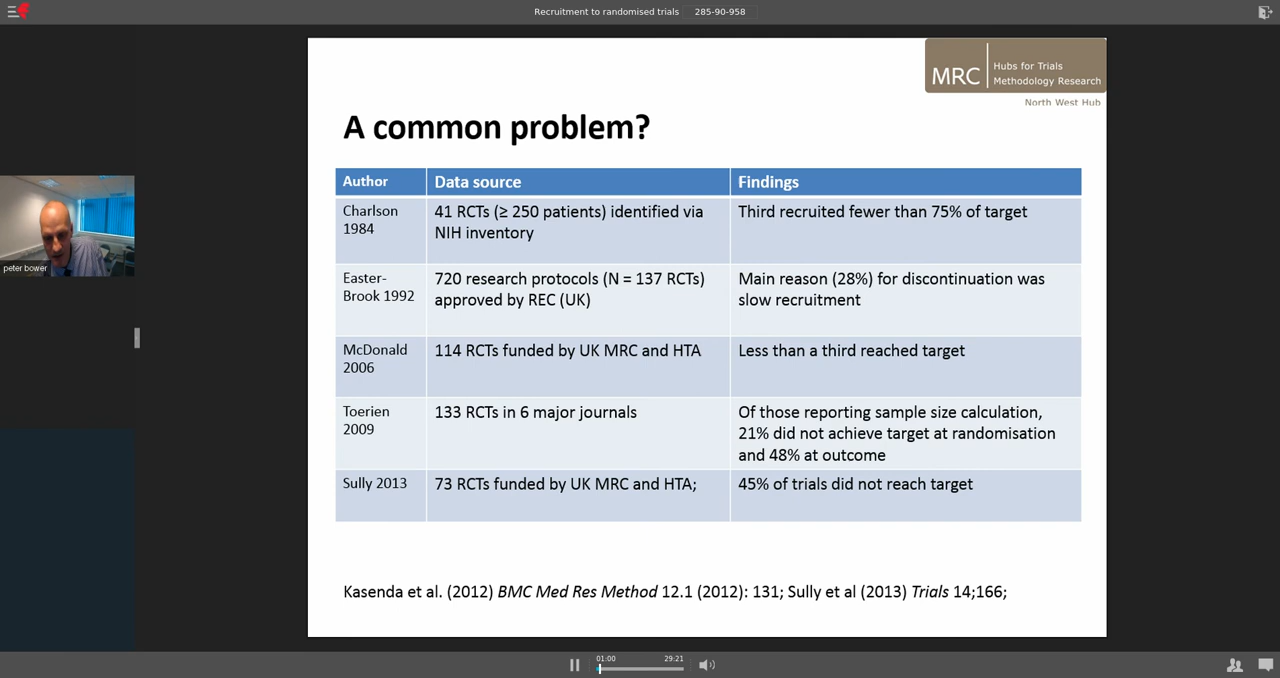 Recruitment to randomised trials 285-90-958
MRC
Hubs for Trials
Methodology Research
North West Hub
A common problem?
Author Data source Findings
Charlson
1984
41 RCTs (≥ 250 patients) identified via
NIH inventory
Third recruited fewer than 75% of target
Easter-
Brook 1992
720 research protocols (N = 137 RCTs)
approved by REC (UK)
Main reason (28%) for discontinuation was
slow recruitment
McDonald
2006
114 RCTs funded by UK MRC and HTA
Less than a third reached target
Toerien
2009
133 RCTs in 6 major journals
Of those reporting sample size calculation,
21% did not achieve target at randomisation
and 48% at outcome
Sully 2013
73 RCTs funded by UK MRC and HTA;
45% of trials did not reach target
Kasenda et al. (2012) BMC Med Res Method 12.1 (2012): 131; Sully et al (2013) Trials 14;166;
peter bower
01:00 29:21